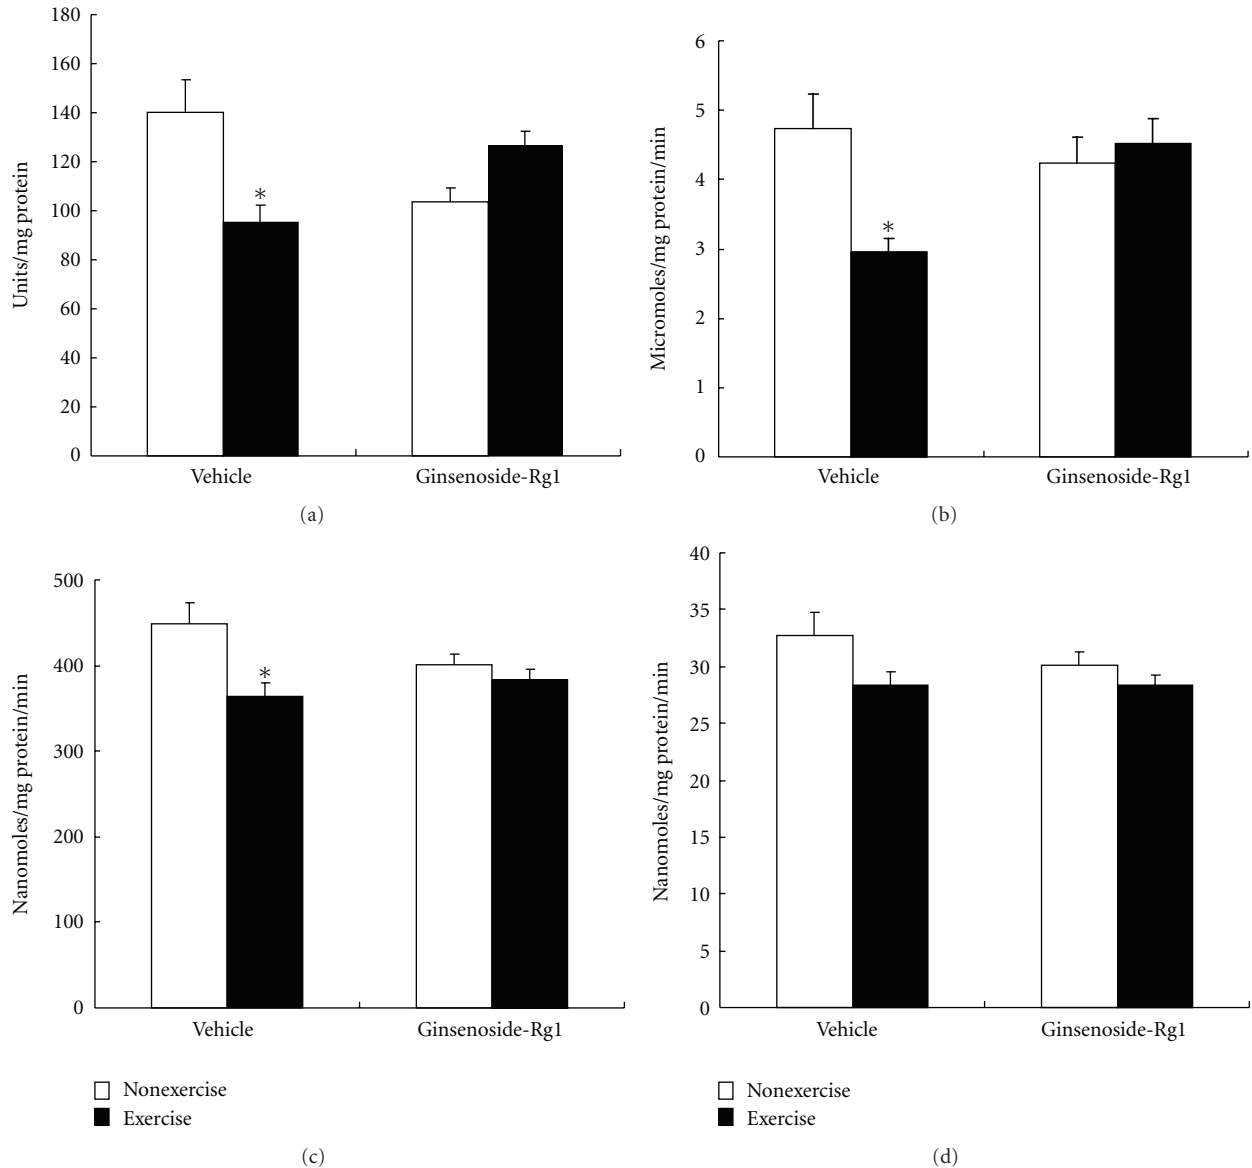 180
160
140
120
100
80
60
40
20
0
Units/mg protein
*
Vehicle
Ginsenoside-Rg1
(a)
6
5
4
3
2
1
0
Micromoles/mg protein/min
*
Vehicle
Ginsenoside-Rg1
(b)
500
400
300
200
100
0
Nanomoles/mg protein/min
*
Vehicle
Ginsenoside-Rg1
Nonexercise
Exercise
(c)
40
35
30
25
20
15
10
5
0
Nanomoles/mg protein/min
Vehicle
Ginsenoside-Rg1
Nonexercise
Exercise
(d)